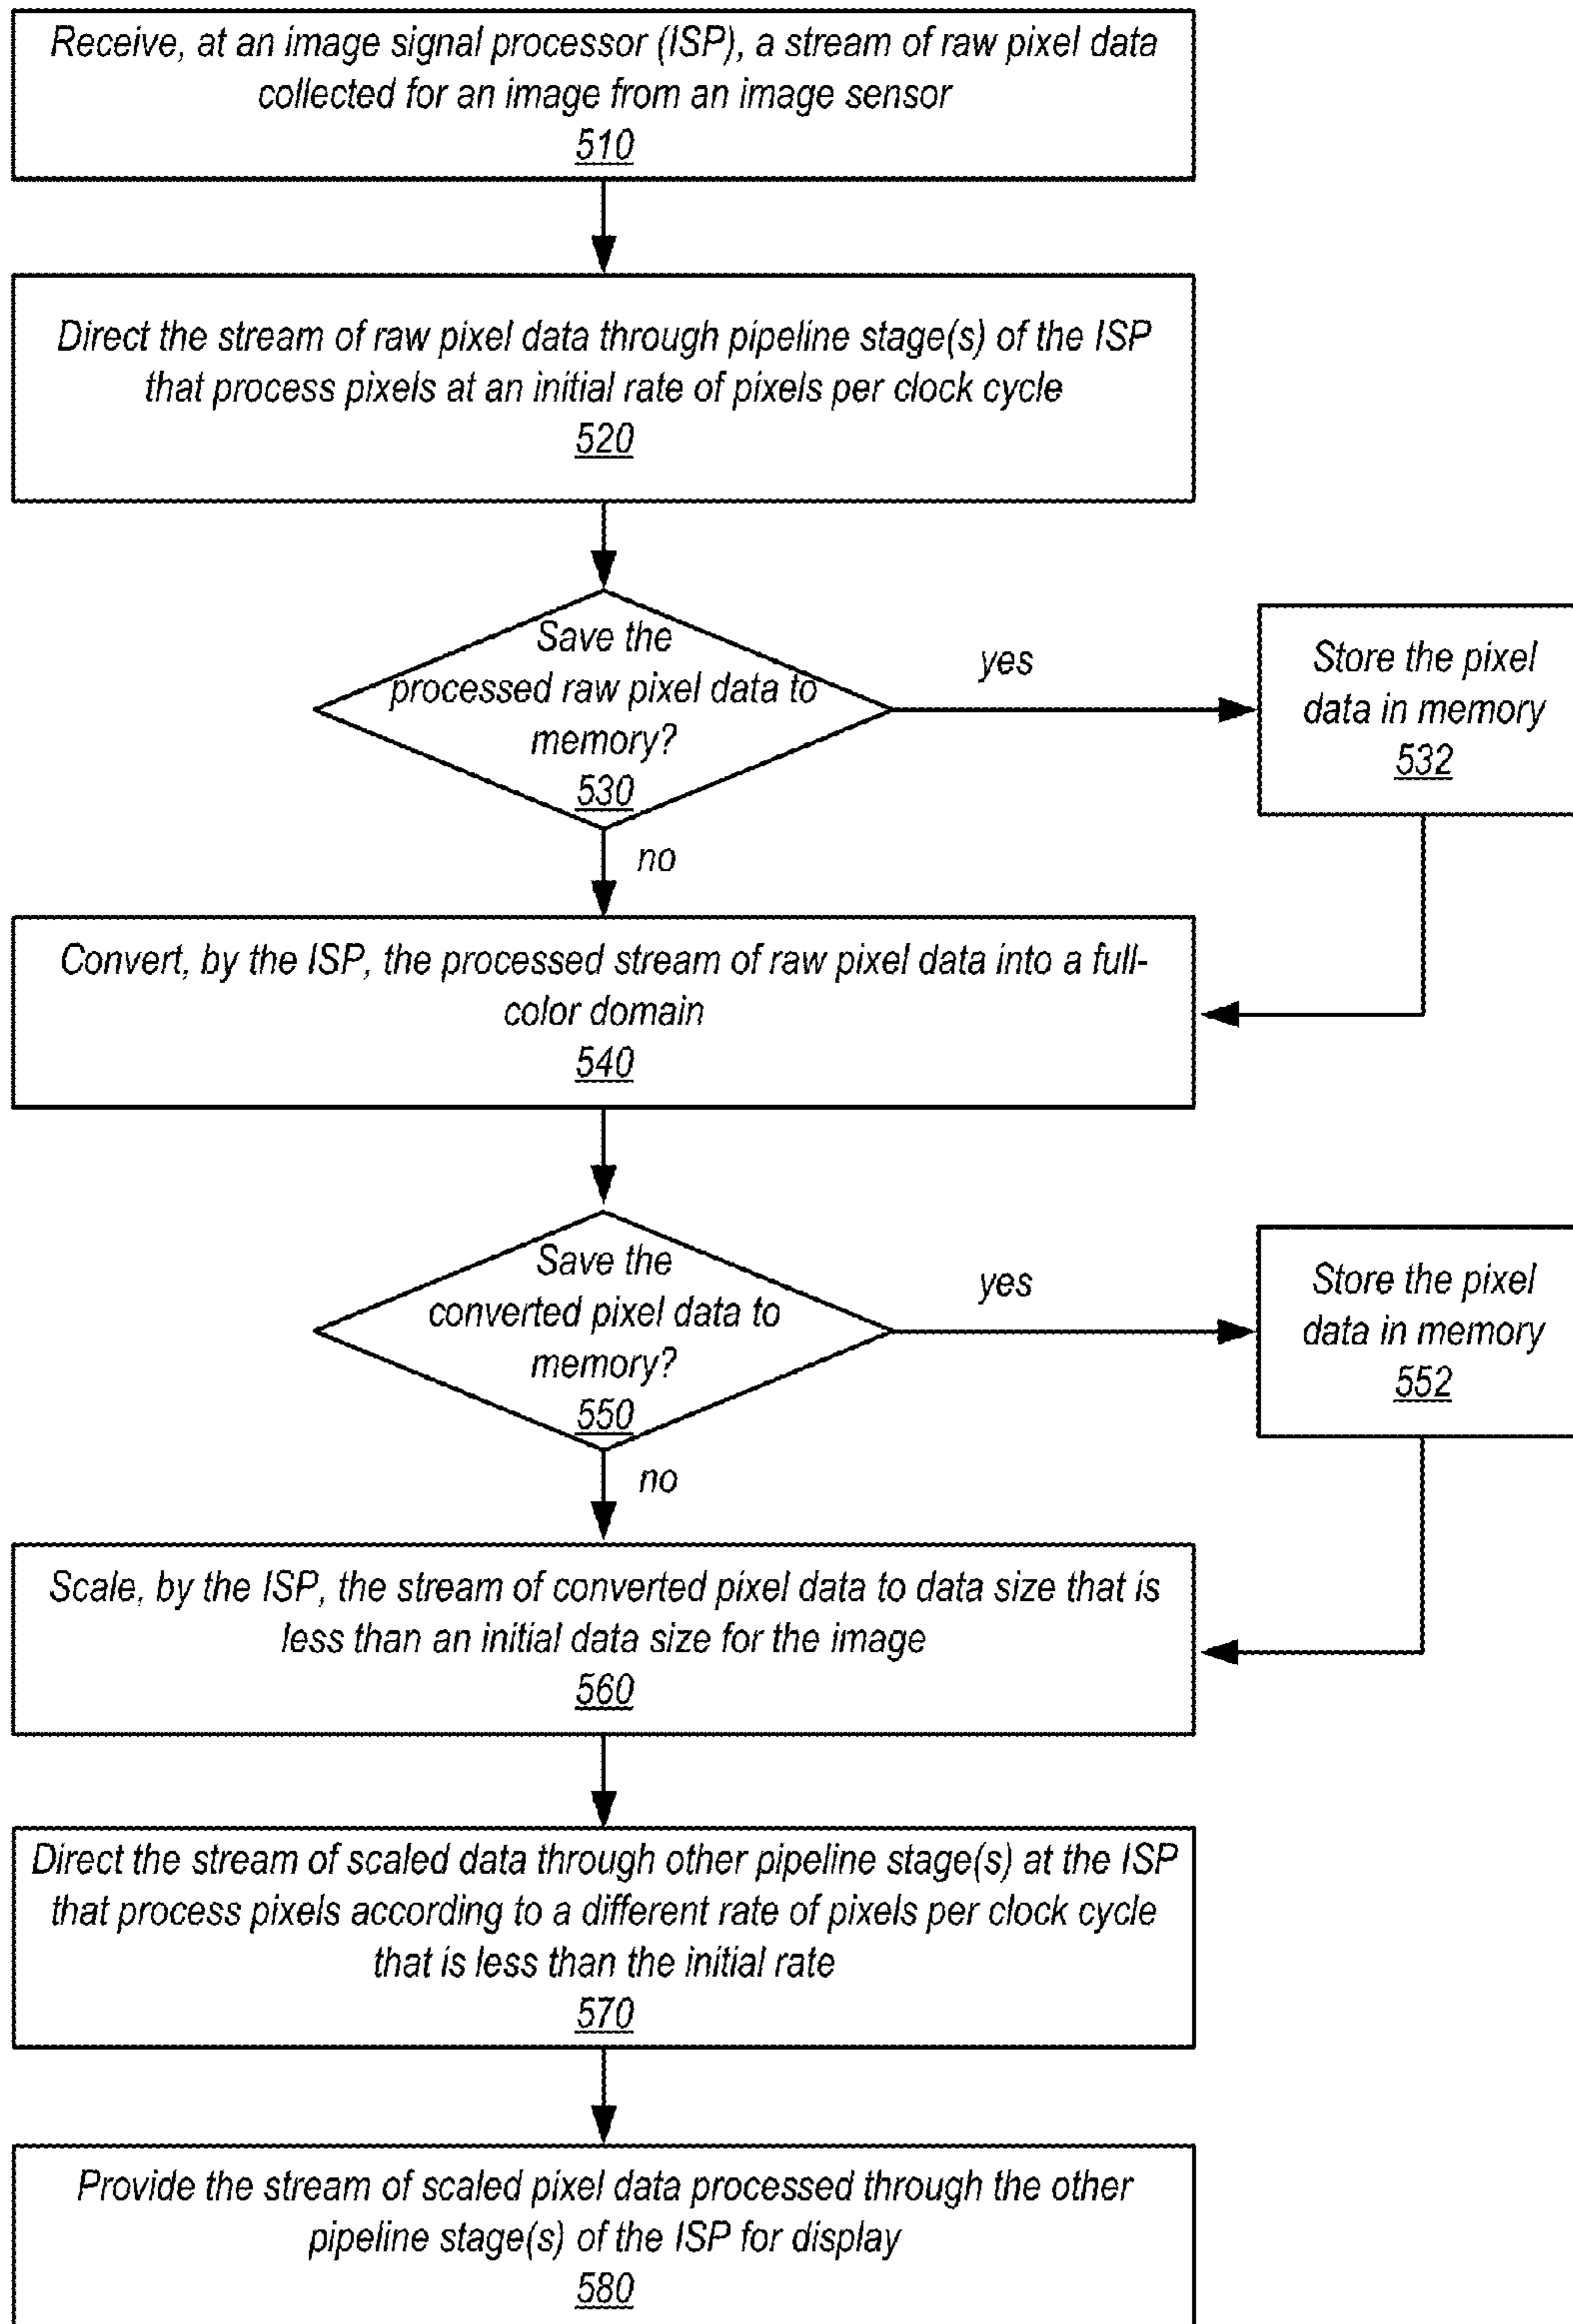 Receive, at an image signal processor (ISP), a stream of raw pixel data
collected for an image from an image sensor
510
Direct the stream of raw pixel data through pipeline stage(s) of the ISP
that process pixels at an initial rate of pixels per clock cycle
520
Save the
processed raw pixel data to
memory?
530
yes
Store the pixel
data in memory
532
no
Convert, by the ISP, the processed stream of raw pixel data into a full-
color domain
540
Save the
converted pixel data to
memory?
550
yes
Store the pixel
data in memory
552
no
Scale, by the ISP, the stream of converted pixel data to data size that is
less than an initial data size for the image
560
Direct the stream of scaled data through other pipeline stage(s) at the ISP
that process pixels according to a different rate of pixels per clock cycle
that is less than the initial rate
570
Provide the stream of scaled pixel data processed through the other
pipeline stage(s) of the ISP for display
580